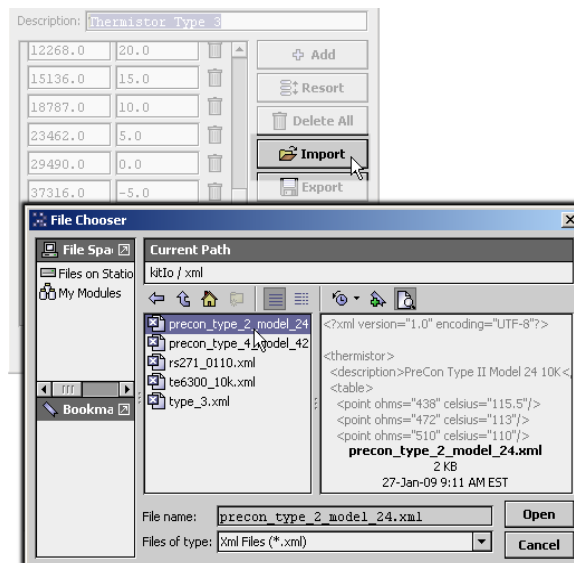 Description: Thermistor Type 3
12268.0 20.0
Add
15136.0 15.0
Resort
18787.0 10.0
Delete All
23462.0 5.0
29490.0 0.0
Import
37316.0 -5.0
Export
File Chooser
File Spa
Current Path
Files on Statio
kitIo / xml
My Modules
precon_type_2_model_24
precon_type_4_model_42
rs271_0110.xml
te6300_10k.xml
type_3.xml
<?xml version="1.0" encoding="UTF-8"?>
<thermistor>
<description>PreCon Type II Model 24 10K<
<table>
<point ohms="438" celsius="115.5"/>
<point ohms="472" celsius="113"/>
<point ohms="510" celsius="110"/>
precon_type_2_model_24.xml
2 KB
27-Jan-09 9:11 AM EST
Bookma
File name: precon_type_2_model_24.xml
Open
Files of type: Xml Files (*.xml)
Cancel